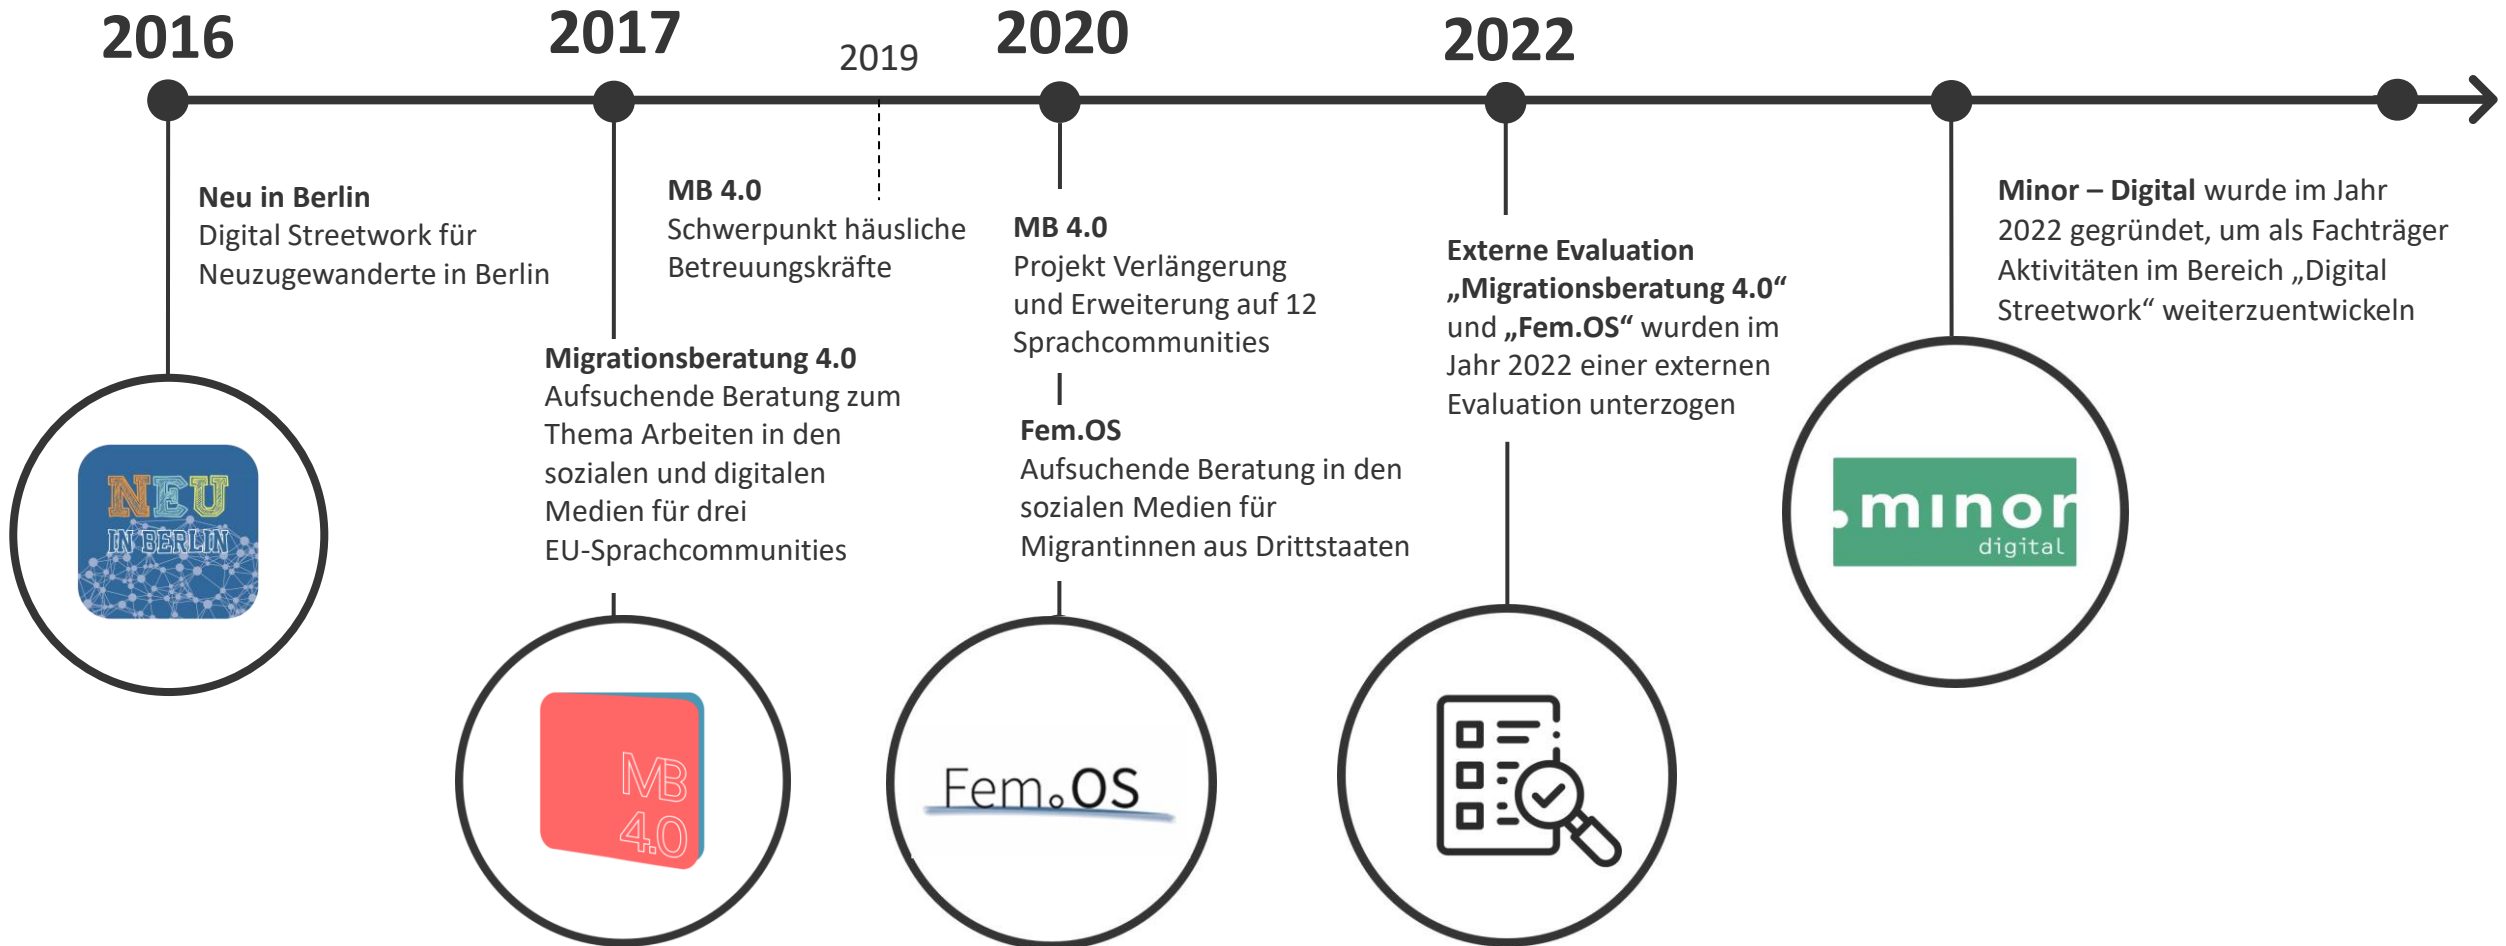 2016
2017
2019
2020
2022
Neu in Berlin
Digital Streetwork für
Neuzugewanderte in Berlin
NEU
IN BERLIN
MB 4.0
Schwerpunkt häusliche
Betreuungskräfte
Migrationsberatung 4.0
Aufsuchende Beratung zum
Thema Arbeiten in den
sozialen und digitalen
Medien für drei
EU-Sprachcommunities
MB
4.0
MB 4.0
Projekt Verlängerung
und Erweiterung auf 12
Sprachcommunities
Fem.OS
Aufsuchende Beratung in den
sozialen Medien für
Migrantinnen aus Drittstaaten
Fem.OS
Externe Evaluation
„Migrationsberatung 4.0“
und „Fem.OS“ wurden im
Jahr 2022 einer externen
Evaluation unterzogen
Minor – Digital wurde im Jahr
2022 gegründet, um als Fachträger
Aktivitäten im Bereich „Digital
Streetwork“ weiterzuentwickeln
.minor
digital